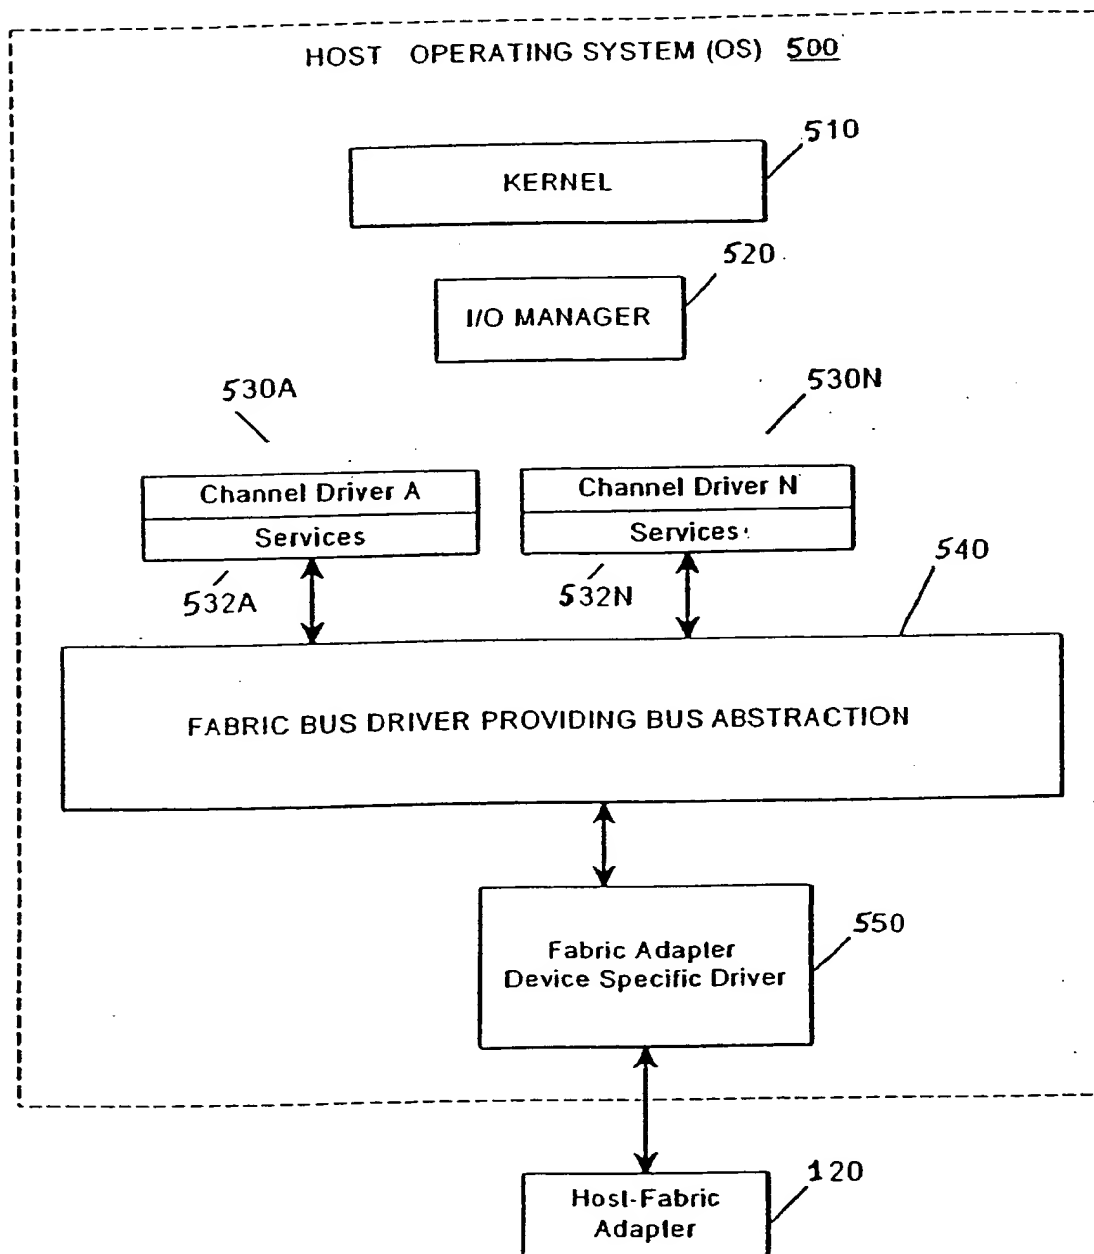 HOST OPERATING SYSTEM (OS) 500
510
KERNEL
520
I/O MANAGER
530A
530N
Channel Driver A
Services
Channel Driver N
Services
532A
532N
540
FABRIC BUS DRIVER PROVIDING BUS ABSTRACTION
550
Fabric Adapter
Device Specific Driver
120
Host-Fabric
Adapter